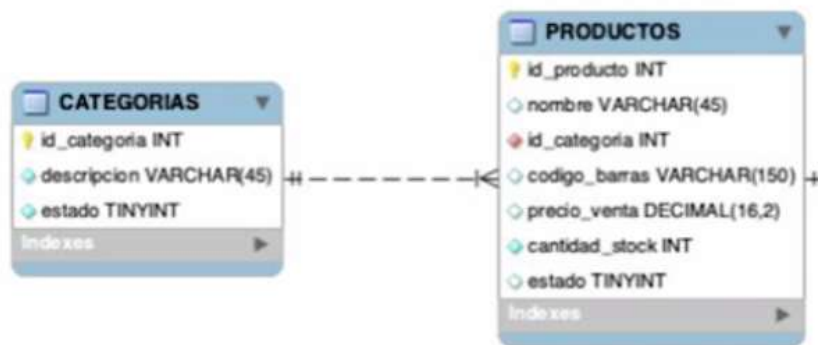 CATEGORIAS
id_categoria INT
descripcion VARCHAR(45)
estado TINYINT
Indexes
PRODUCTOS
id_producto INT
nombre VARCHAR(45)
id_categoria INT
codigo_barras VARCHAR(150)
precio_venta DECIMAL(16,2)
cantidad_stock INT
estado TINYINT
Indexes